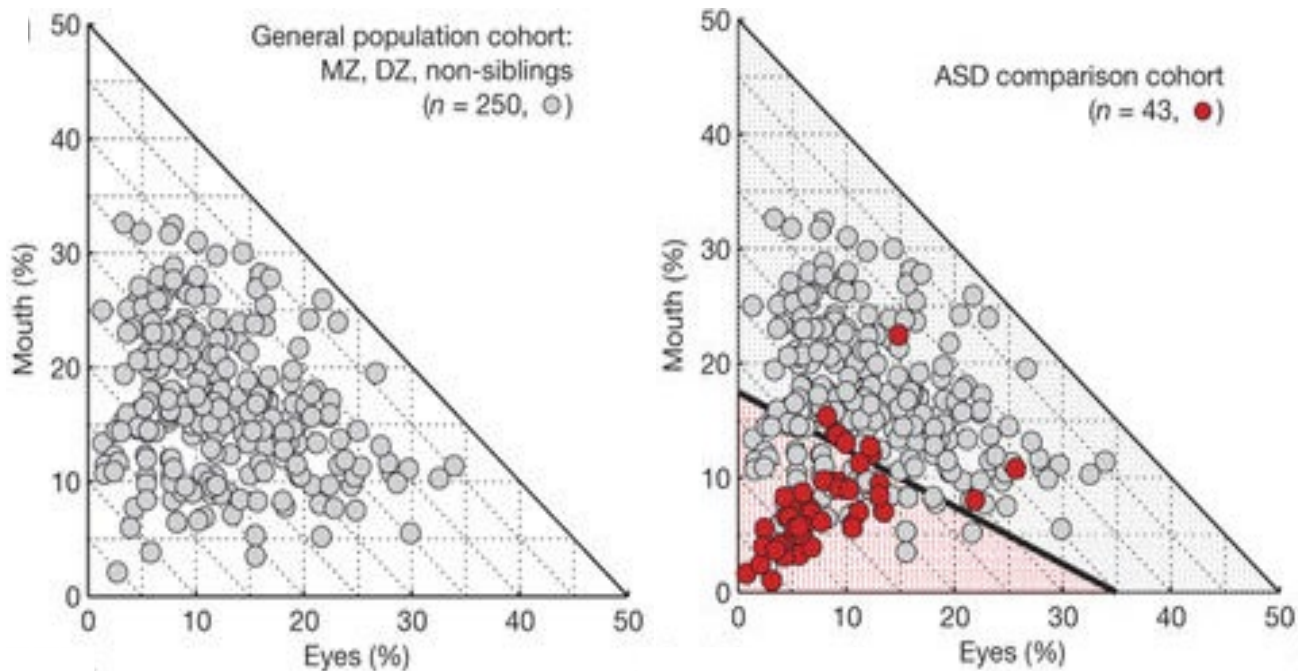 50
40
30
20
10
0
Mouth (%)
General population cohort:
MZ, DZ, non-siblings
(n = 250, )
0 10 20 30 40 50
Eyes (%)
50
40
30
20
10
0
Mouth (%)
ASD comparison cohort
(n = 43, )
0 10 20 30 40 50
Eyes (%)